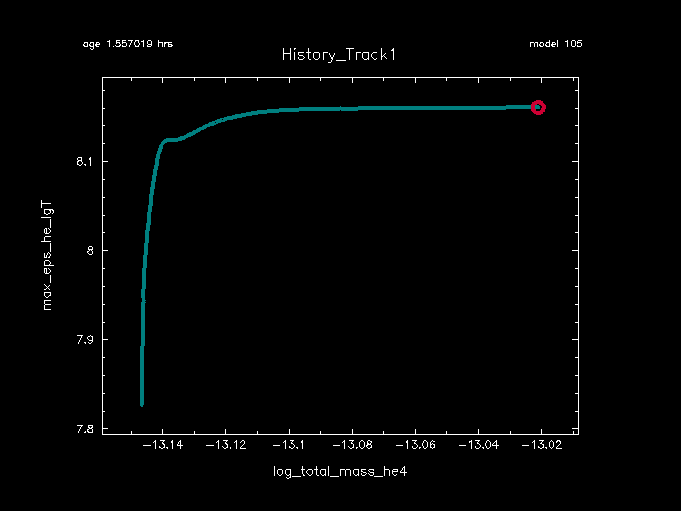 age 1.557019 hrs
model 105
History_Track1
8.1
8
7.9
7.8
max_eps_he_lgT
−13.14
−13.12
−13.1
−13.08
−13.06
−13.04
−13.02
log_total_mass_he4